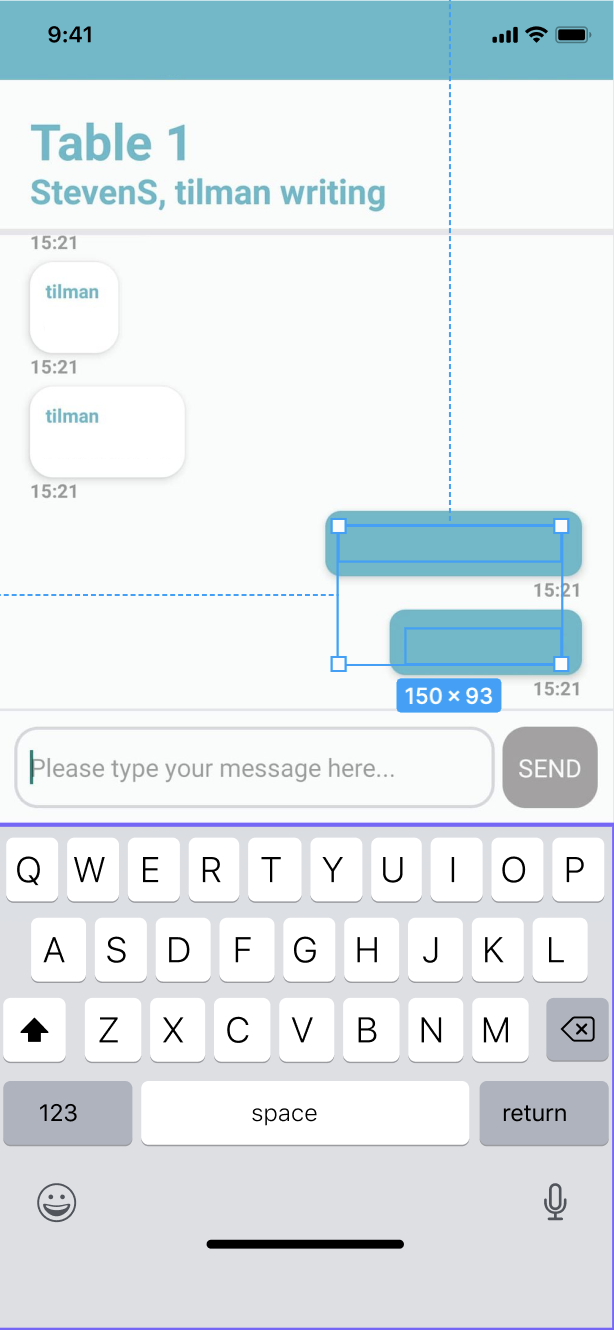 9:41
Table 1
StevenS, tilman writing
15:21
tilman
15:21
tilman
15:21
15:21
15:21
150 × 93
Please type your message here...
SEND
Q W E R T Y U I O P
A S D F G H J K L
Z X C V B N M
123 space return